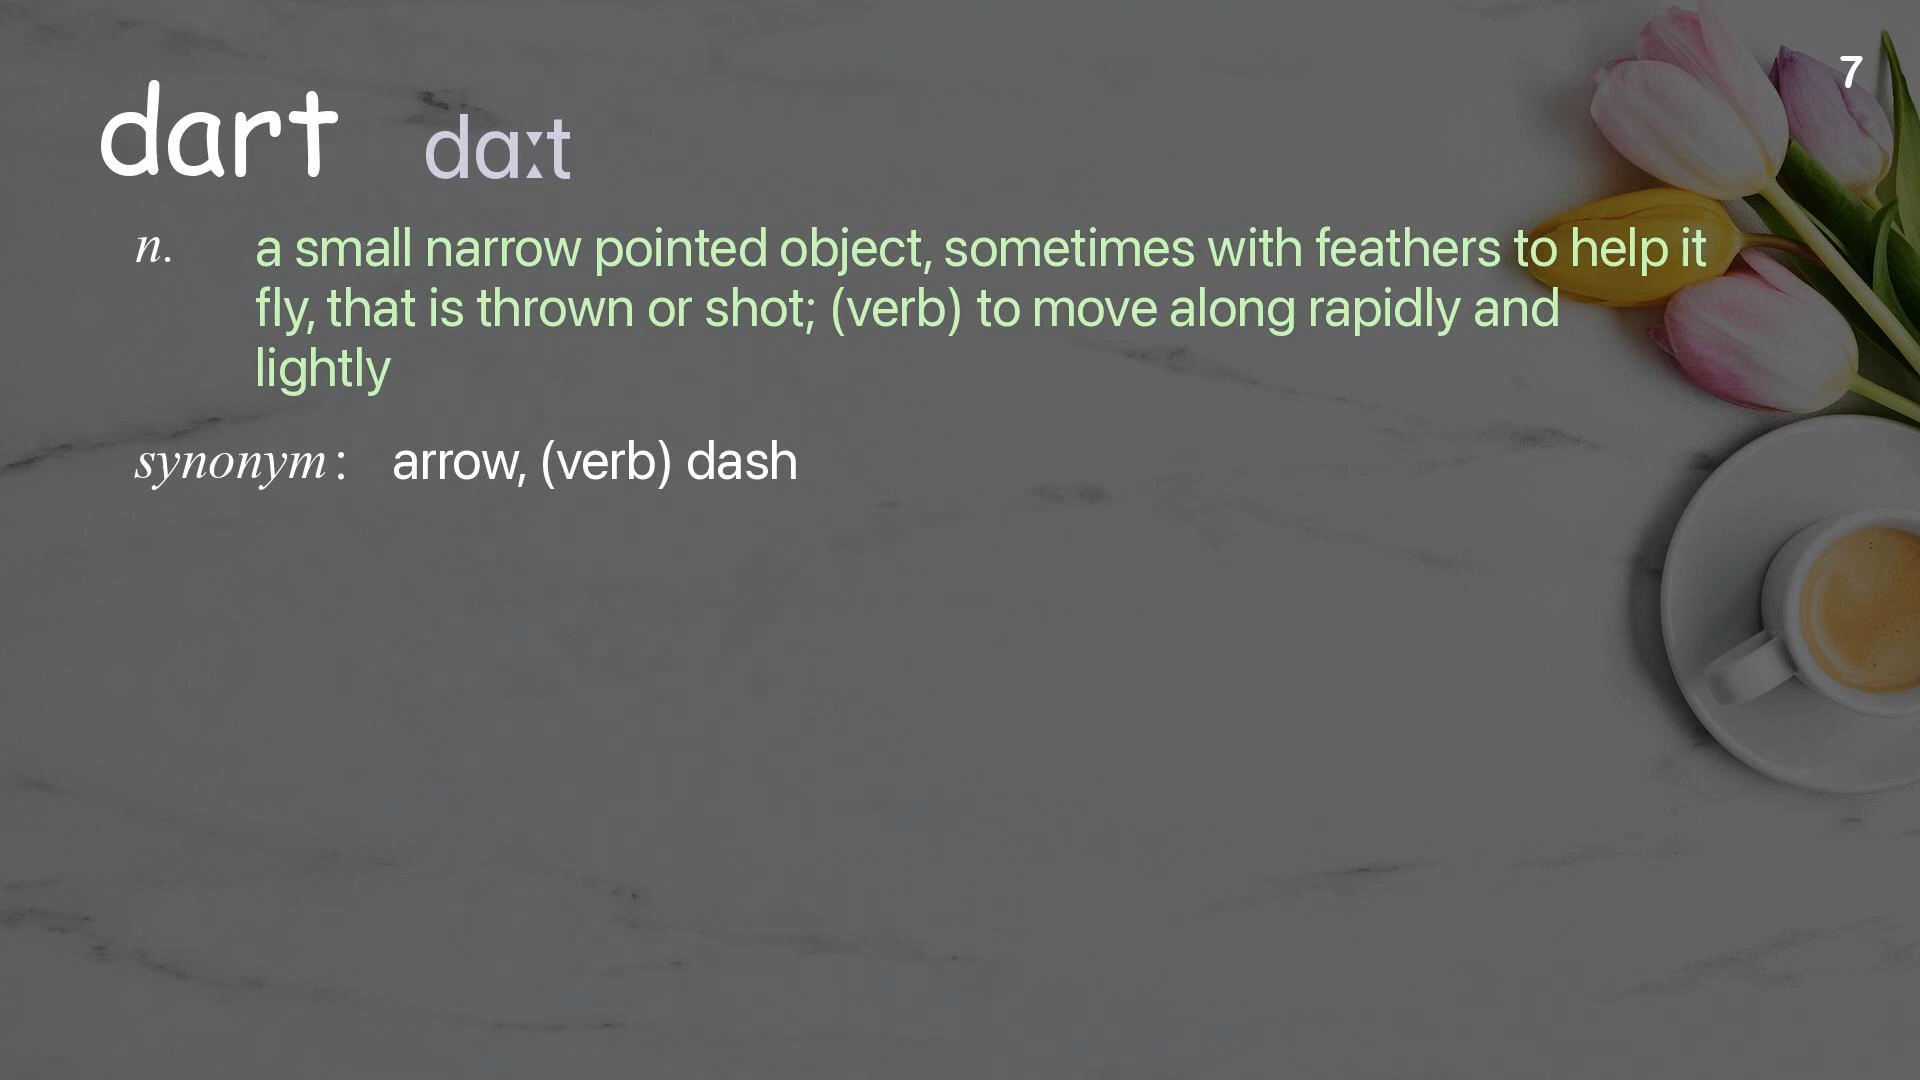 7
dart dɑːt
n. a small narrow pointed object, sometimes with feathers to help it
fly, that is thrown or shot; (verb) to move along rapidly and
lightly
synonym: arrow, (verb) dash